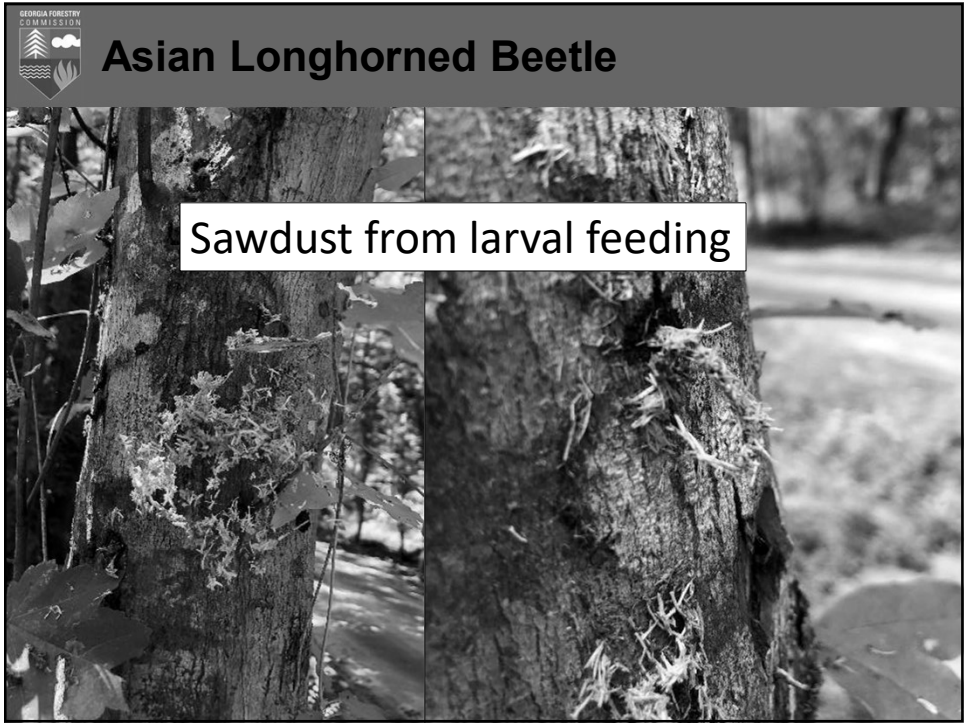 GEORGIA FORESTRY
COMMISSION
Asian Longhorned Beetle
Sawdust from larval feeding